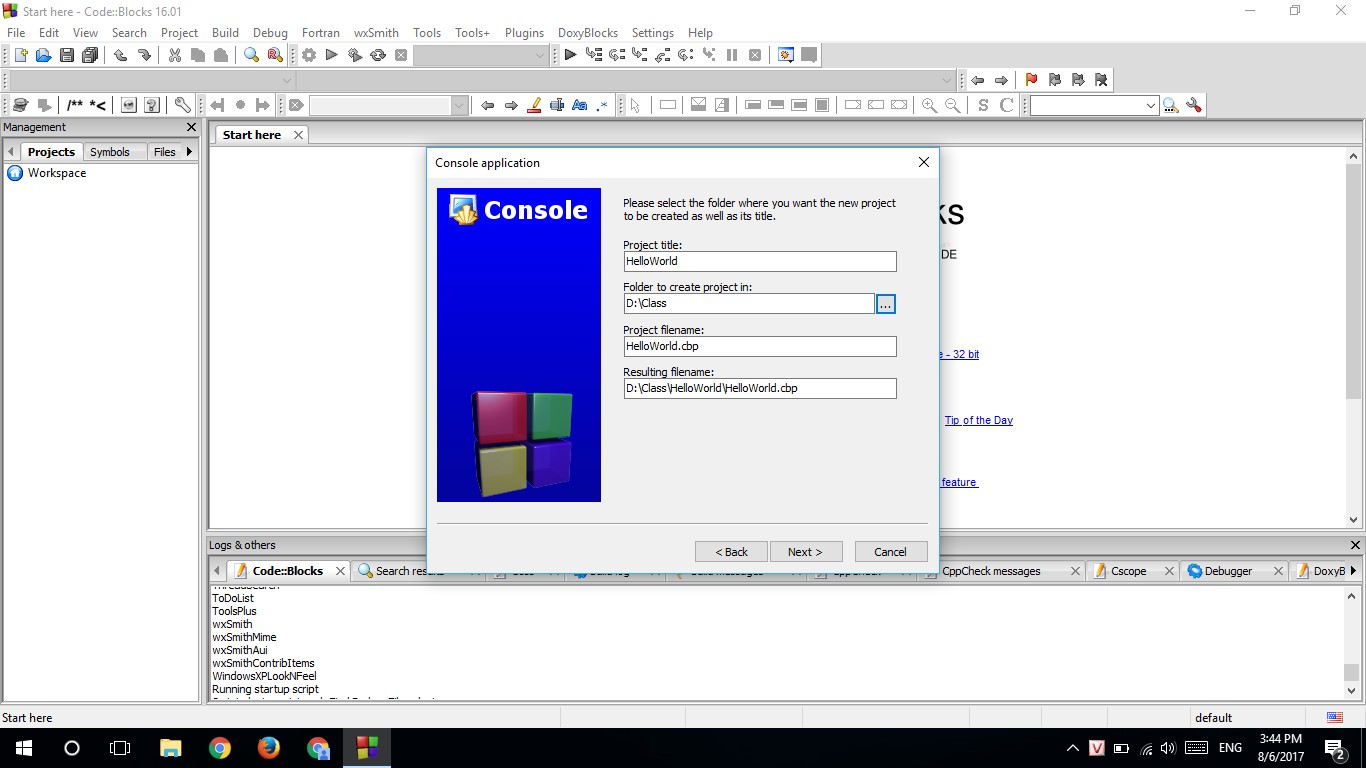 Start here - Code::Blocks 16.01
File Edit View Search Project Build Debug Fortran wxSmith Tools Tools+ Plugins DoxyBlocks Settings Help
/** *<
Aa .*
S C
Management
Projects Symbols Files
Workspace
Start here
Console application
Console
Please select the folder where you want the new project
to be created as well as its title.
Project title:
HelloWorld
Folder to create project in:
D:\Class
...
Project filename:
HelloWorld.cbp
Resulting filename:
D:\Class\HelloWorld\HelloWorld.cbp
< Back Next > Cancel
KS
DE
- 32 bit
Tip of the Day
feature
Logs & others
Code::Blocks Search CppCheck messages Cscope Debugger DoxyB
ToDoList
ToolsPlus
wxSmith
wxSmithMime
wxSmithAui
wxSmithContribItems
WindowsXPLookNFeel
Running startup script
Start here default
ENG
3:44 PM
8/6/2017
2